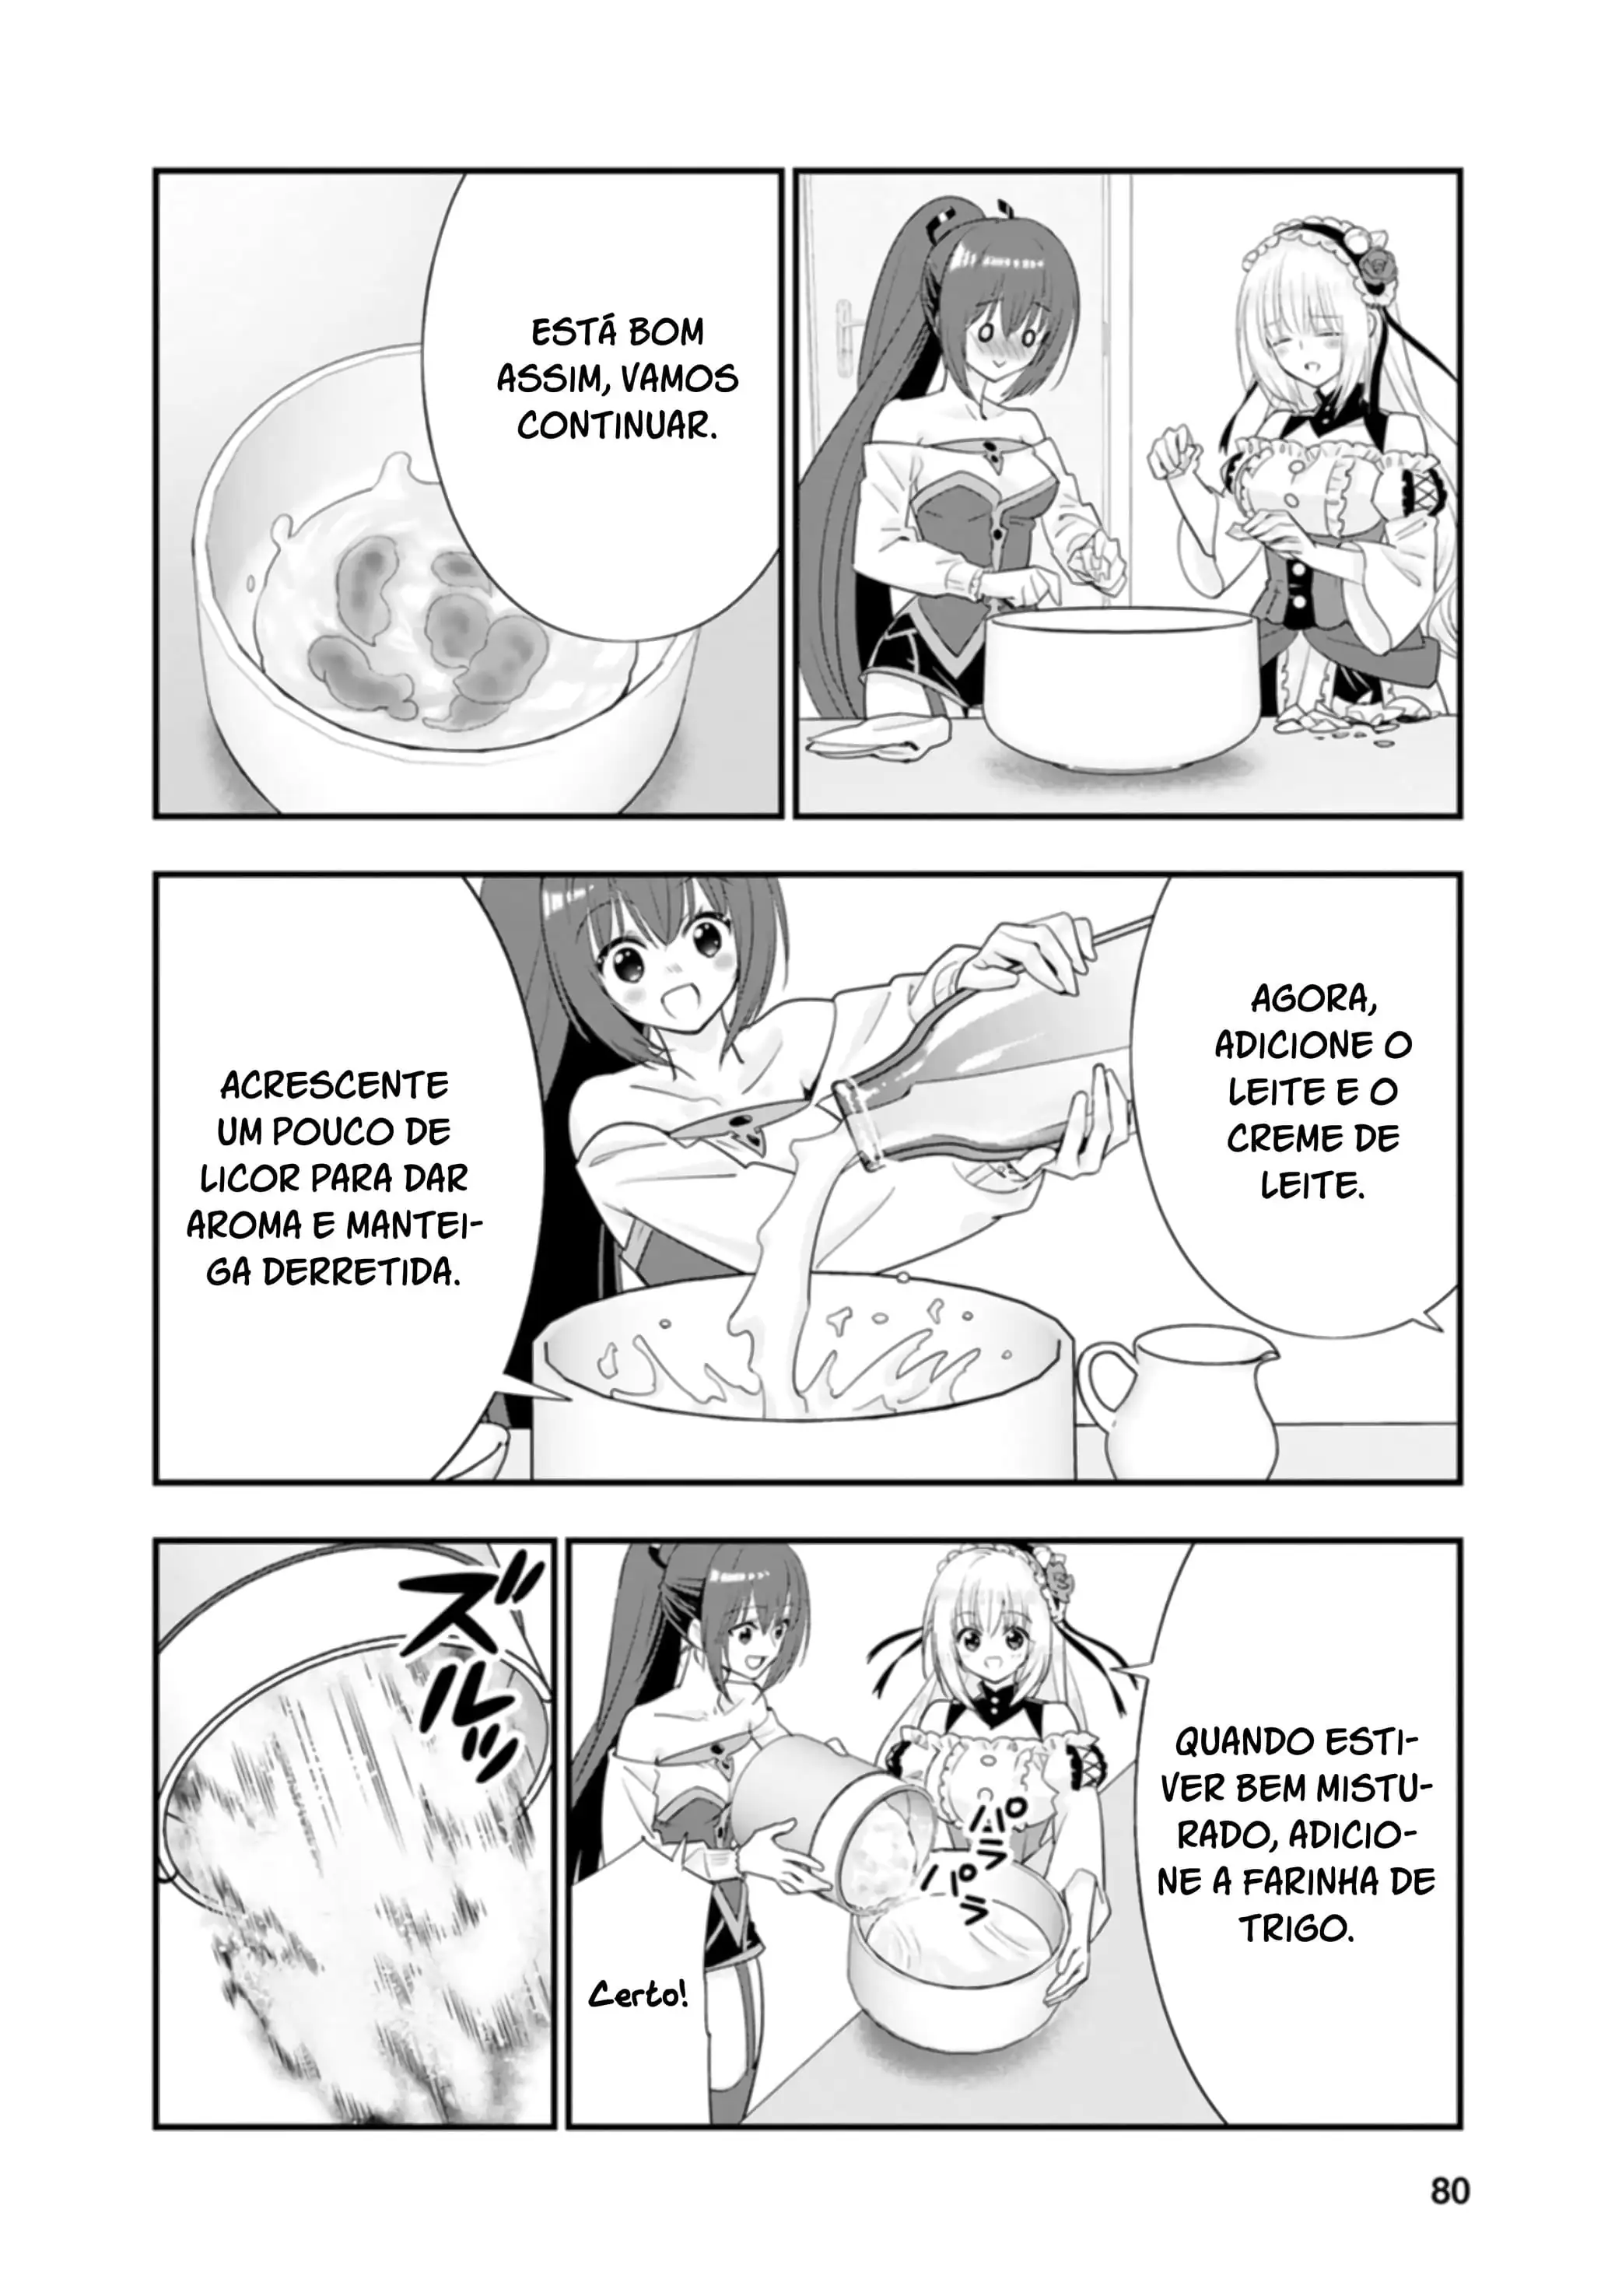 ESTÁ BOM
ASSIM, VAMOS
CONTINUAR.
AGORA,
ADICIONE O
LEITE E O
CREME DE
LEITE.
ACRESCENTE
UM POUCO DE
LICOR PARA DAR
AROMA E MANTEI-
GA DERRETIDA.
QUANDO ESTI-
VER BEM MISTU-
RADO, ADICIO-
NE A FARINHA DE
TRIGO.
パラ
パラ
Certo!
ズルッ
80